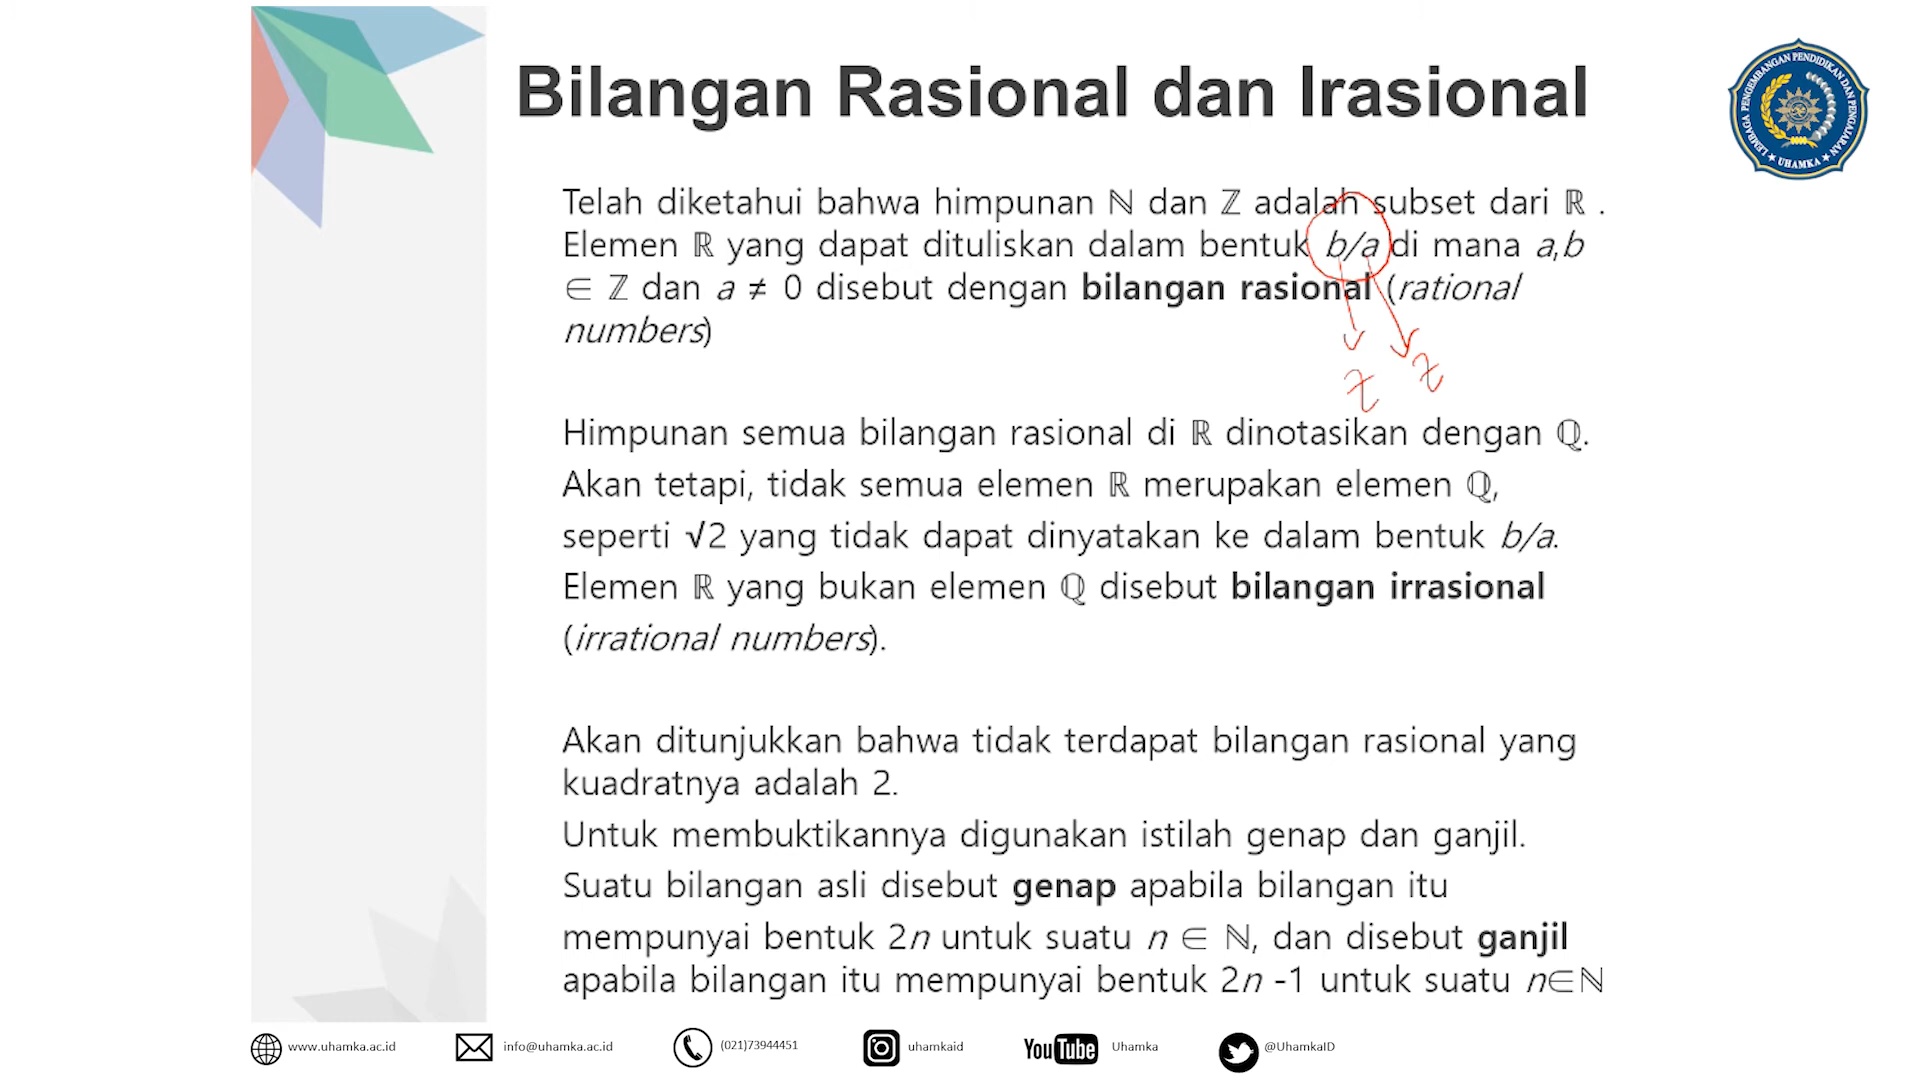 Bilangan Rasional dan Irasional
LEMBAGA PENGEMBANGAN PENDIDIKAN DAN PENGAJARAN
★ UHAMKA ★
Telah diketahui bahwa himpunan ℕ dan ℤ adalah subset dari ℝ .
Elemen ℝ yang dapat dituliskan dalam bentuk b/a di mana a,b
∈ ℤ dan a ≠ 0 disebut dengan bilangan rasional (rational
numbers)
z z
Himpunan semua bilangan rasional di ℝ dinotasikan dengan ℚ.
Akan tetapi, tidak semua elemen ℝ merupakan elemen ℚ,
seperti √2 yang tidak dapat dinyatakan ke dalam bentuk b/a.
Elemen ℝ yang bukan elemen ℚ disebut bilangan irrasional
(irrational numbers).
Akan ditunjukkan bahwa tidak terdapat bilangan rasional yang
kuadratnya adalah 2.
Untuk membuktikannya digunakan istilah genap dan ganjil.
Suatu bilangan asli disebut genap apabila bilangan itu
mempunyai bentuk 2n untuk suatu n ∈ ℕ, dan disebut ganjil
apabila bilangan itu mempunyai bentuk 2n -1 untuk suatu n∈ℕ
www.uhamka.ac.id info@uhamka.ac.id (021)73944451 uhamkaid YouTube Uhamka @UhamkaID